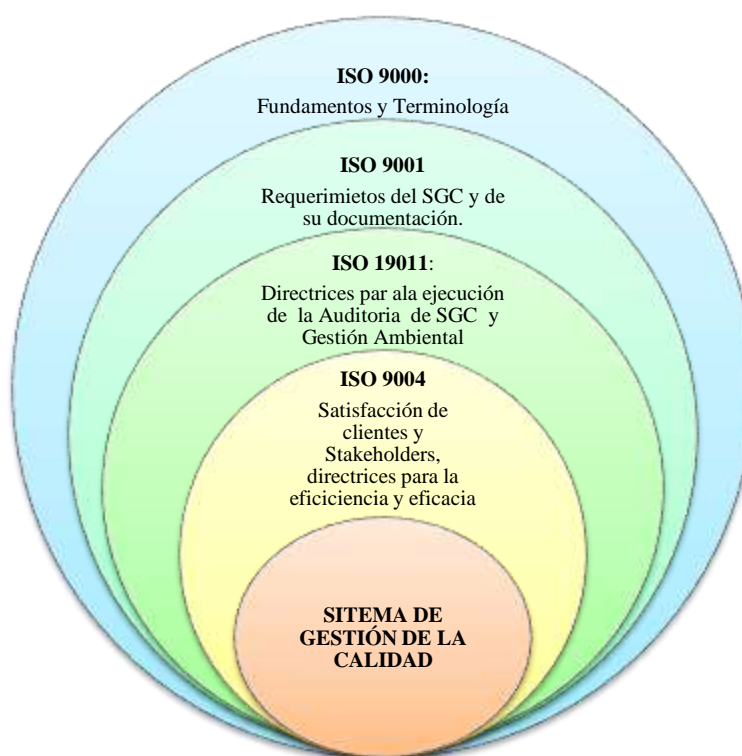 ISO 9000:
Fundamentos y Terminología
ISO 9001
Requerimietos del SGC y de
su documentación.
ISO 19011:
Directrices par ala ejecución
de la Auditoria de SGC y
Gestión Ambiental
ISO 9004
Satisfacción de
clientes y
Stakeholders,
directrices para la
eficiciencia y eficacia
SITEMA DE
GESTIÓN DE LA
CALIDAD